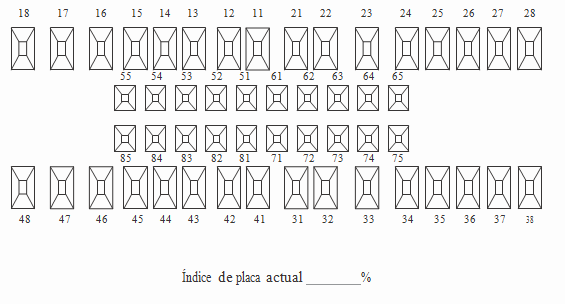 18 17 16 15 14 13 12 11 21 22 23 24 25 26 27 28
55 54 53 52 51 61 62 63 64 65
85 84 83 82 81 71 72 73 74 75
48 47 46 45 44 43 42 41 31 32 33 34 35 36 37 38
Índice de placa actual ________%